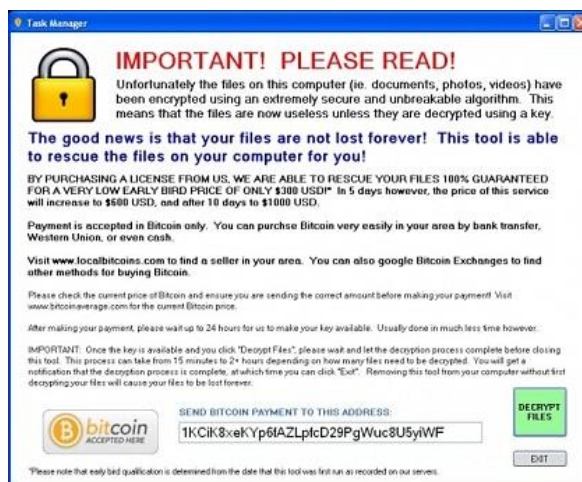 Task Manager
IMPORTANT!  PLEASE READ!
Unfortunately the files on this computer (ie. documents, photos, videos) have
been encrypted using an extremely secure and unbreakable algorithm.  This
means that the files are now useless unless they are decrypted using a key.
The good news is that your files are not lost forever!  This tool is able
to rescue the files on your computer for you!
BY PURCHASING A LICENSE FROM US, WE ARE ABLE TO RESCUE YOUR FILES 100% GUARANTEED
FOR A VERY LOW EARLY BIRD PRICE OF ONLY $300 USD!*  In 5 days however, the price of this service
will increase to $600 USD, and after 10 days to $1000 USD.
Payment is accepted in Bitcoin only.  You can purchse Bitcoin very easily in your area by bank transfer,
Western Union, or even cash.
Visit www.localbitcoins.com to find a seller in your area.  You can also google Bitcoin Exchanges to find
other methods for buying Bitcoin.
Please check the current price of Bitcoin and ensure you are sending the correct amount before making your payment!  Visit
www.bitcoinaverage.com for the current Bitcoin price.
After making your payment, please wait up to 24 hours for us to make your key available.  Usually done in much less time however.
IMPORTANT:  Once the key is available and you click "Decrypt Files", please wait and let the decryption process complete before closing
this tool.  This process can take from 15 minutes to 2+ hours depending on how many files need to be decrypted.  You will get a
notification that the decryption process is complete, at which time you can click "Exit".  Removing this tool from your computer without first
decrypting your files will cause your files to be lost forever.
bitcoin
ACCEPTED HERE
SEND BITCOIN PAYMENT TO THIS ADDRESS:
1KCiK8xeKYp6fAZLpfcD29PgWuc8U5yiWF
DECRYPT
FILES
EXIT
*Please note that early bird qualification is determined from the date that this tool was first run as recorded on our servers.